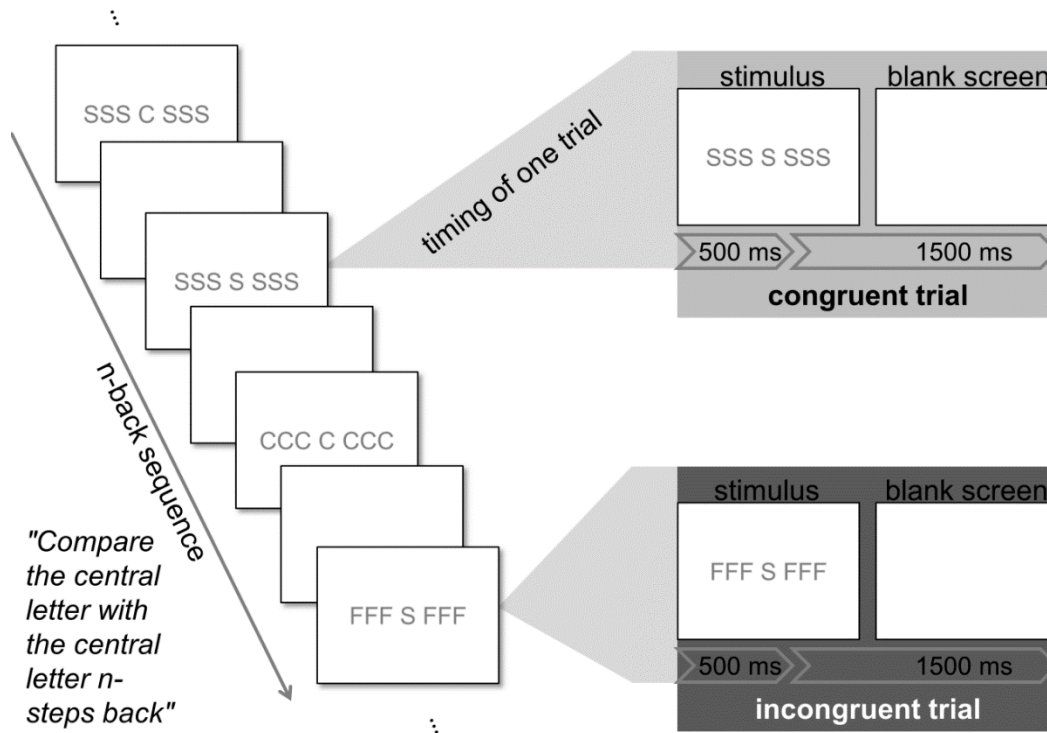 ...
SSS C SSS
SSS S SSS
CCC C CCC
FFF S FFF
...
n-back sequence
"Compare
the central
letter with
the central
letter n-
steps back"
timing of one trial
stimulus blank screen
SSS S SSS
500 ms 1500 ms
congruent trial
stimulus blank screen
FFF S FFF
500 ms 1500 ms
incongruent trial